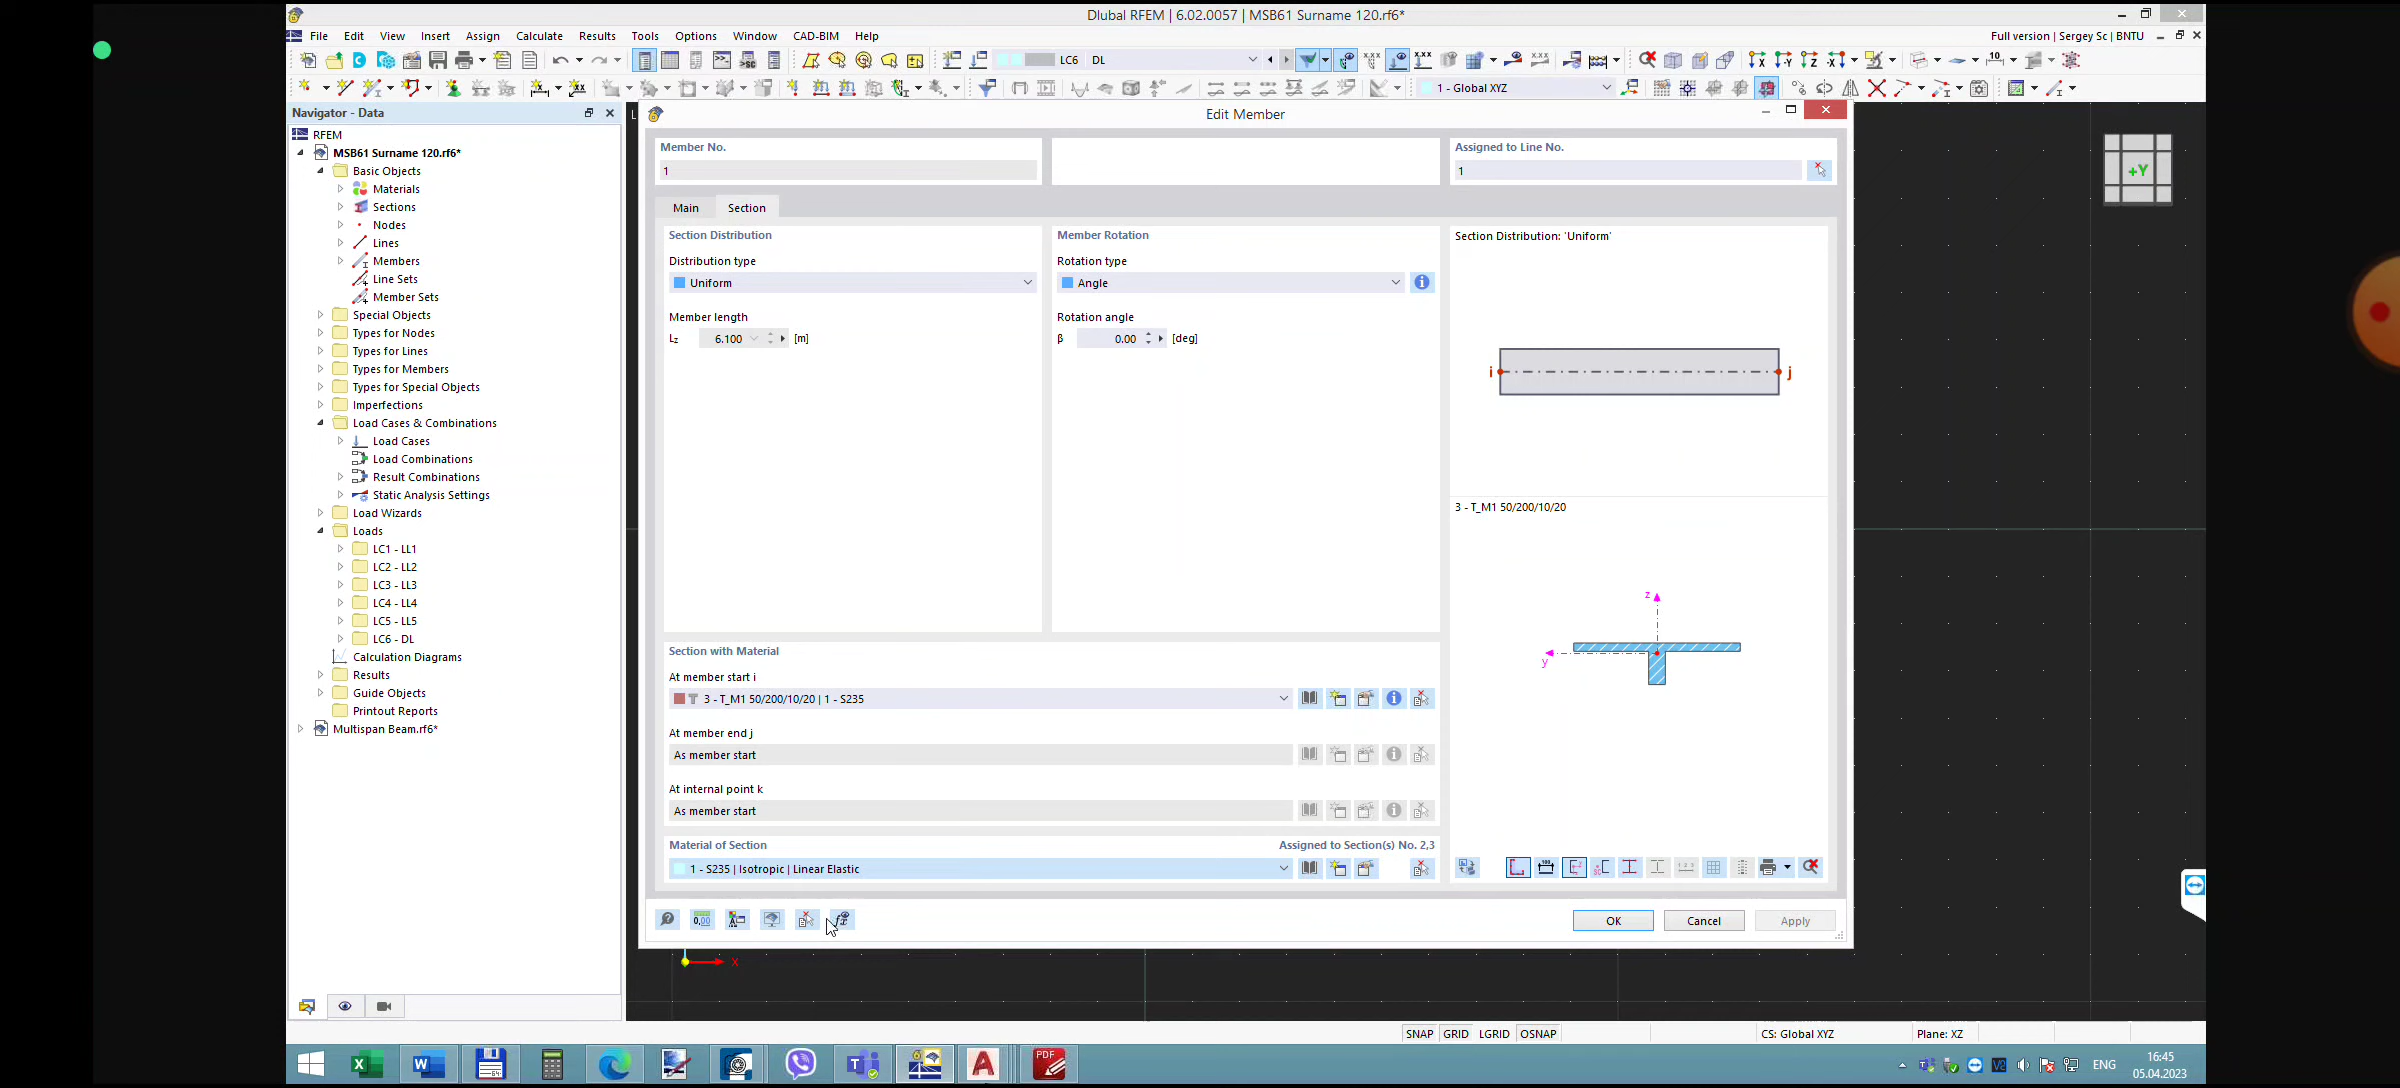 Dlubal RFEM | 6.02.0057 | MSB61 Surname 120.rf6*
File Edit View Insert Assign Calculate Results Tools Options Window CAD-BIM Help
Full version | Sergey Sc | BNTU
LC6 DL
1 - Global XYZ
Navigator - Data
RFEM
MSB61 Surname 120.rf6*
Basic Objects
Materials
Sections
Nodes
Lines
Members
Line Sets
Member Sets
Special Objects
Types for Nodes
Types for Lines
Types for Members
Types for Special Objects
Imperfections
Load Cases & Combinations
Load Cases
Load Combinations
Result Combinations
Static Analysis Settings
Load Wizards
Loads
LC1 - LL1
LC2 - LL2
LC3 - LL3
LC4 - LL4
LC5 - LL5
LC6 - DL
Calculation Diagrams
Results
Guide Objects
Printout Reports
Multispan Beam.rf6*
Edit Member
Member No.
1
Assigned to Line No.
1
Main Section
Section Distribution
Distribution type
Uniform
Member length
Lz 6.100 [m]
Member Rotation
Rotation type
Angle
Rotation angle
β 0.00 [deg]
Section Distribution: 'Uniform'
i j
3 - T_M1 50/200/10/20
z
y
Section with Material
At member start i
3 - T_M1 50/200/10/20 | 1 - S235
At member end j
As member start
At internal point k
As member start
Material of Section
Assigned to Section(s) No. 2,3
1 - S235 | Isotropic | Linear Elastic
OK Cancel Apply
+Y
x
SNAP GRID LGRID OSNAP
CS: Global XYZ
Plane: XZ
PDF
ENG
16:45
05.04.2023